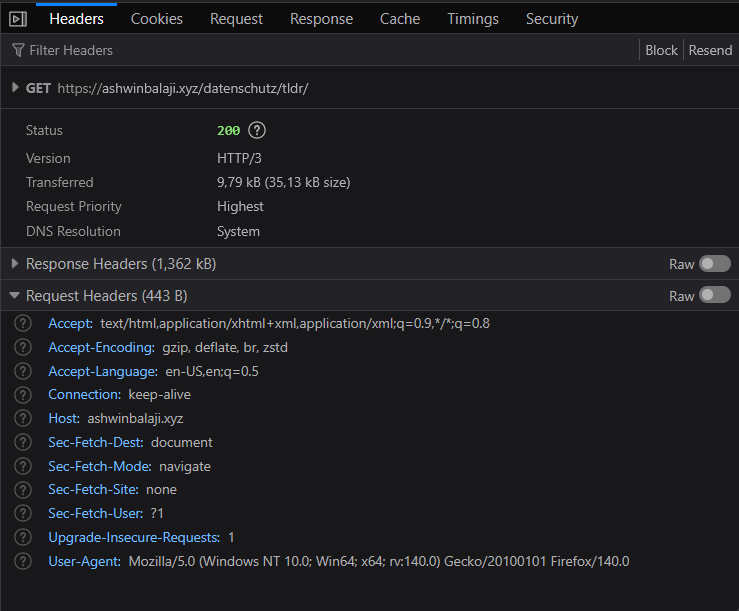 Headers Cookies Request Response Cache Timings Security
Filter Headers Block Resend
GET https://ashwinbalaji.xyz/datenschutz/tldr/
Status 200 ?
Version HTTP/3
Transferred 9,79 kB (35,13 kB size)
Request Priority Highest
DNS Resolution System
Response Headers (1,362 kB) Raw
Request Headers (443 B) Raw
? Accept: text/html,application/xhtml+xml,application/xml;q=0.9,*/*;q=0.8
? Accept-Encoding: gzip, deflate, br, zstd
? Accept-Language: en-US,en;q=0.5
? Connection: keep-alive
? Host: ashwinbalaji.xyz
? Sec-Fetch-Dest: document
? Sec-Fetch-Mode: navigate
? Sec-Fetch-Site: none
? Sec-Fetch-User: ?1
? Upgrade-Insecure-Requests: 1
? User-Agent: Mozilla/5.0 (Windows NT 10.0; Win64; x64; rv:140.0) Gecko/20100101 Firefox/140.0